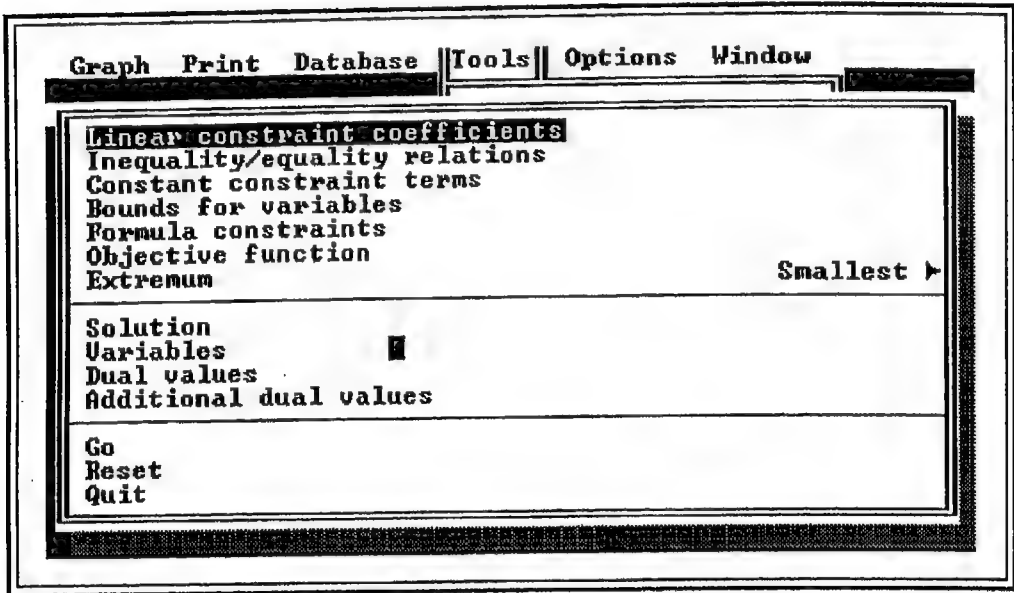 Graph Print Database Tools Options Window
Linear constraint coefficients
Inequality/equality relations
Constant constraint terms
Bounds for variables
Formula constraints
Objective function
Extremum Smallest ►
Solution
Variables
Dual values
Additional dual values
Go
Reset
Quit